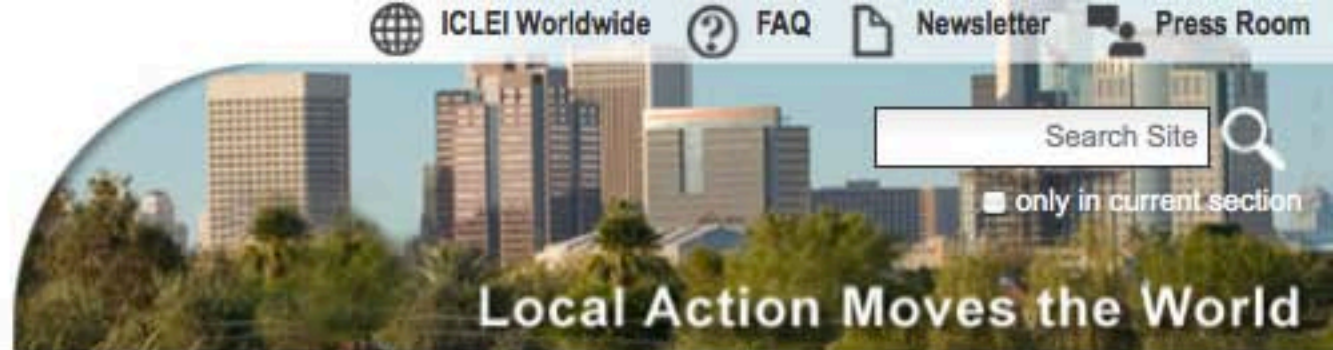 ICLEI Worldwide FAQ Newsletter Press Room
Search Site
only in current section
Local Action Moves the World